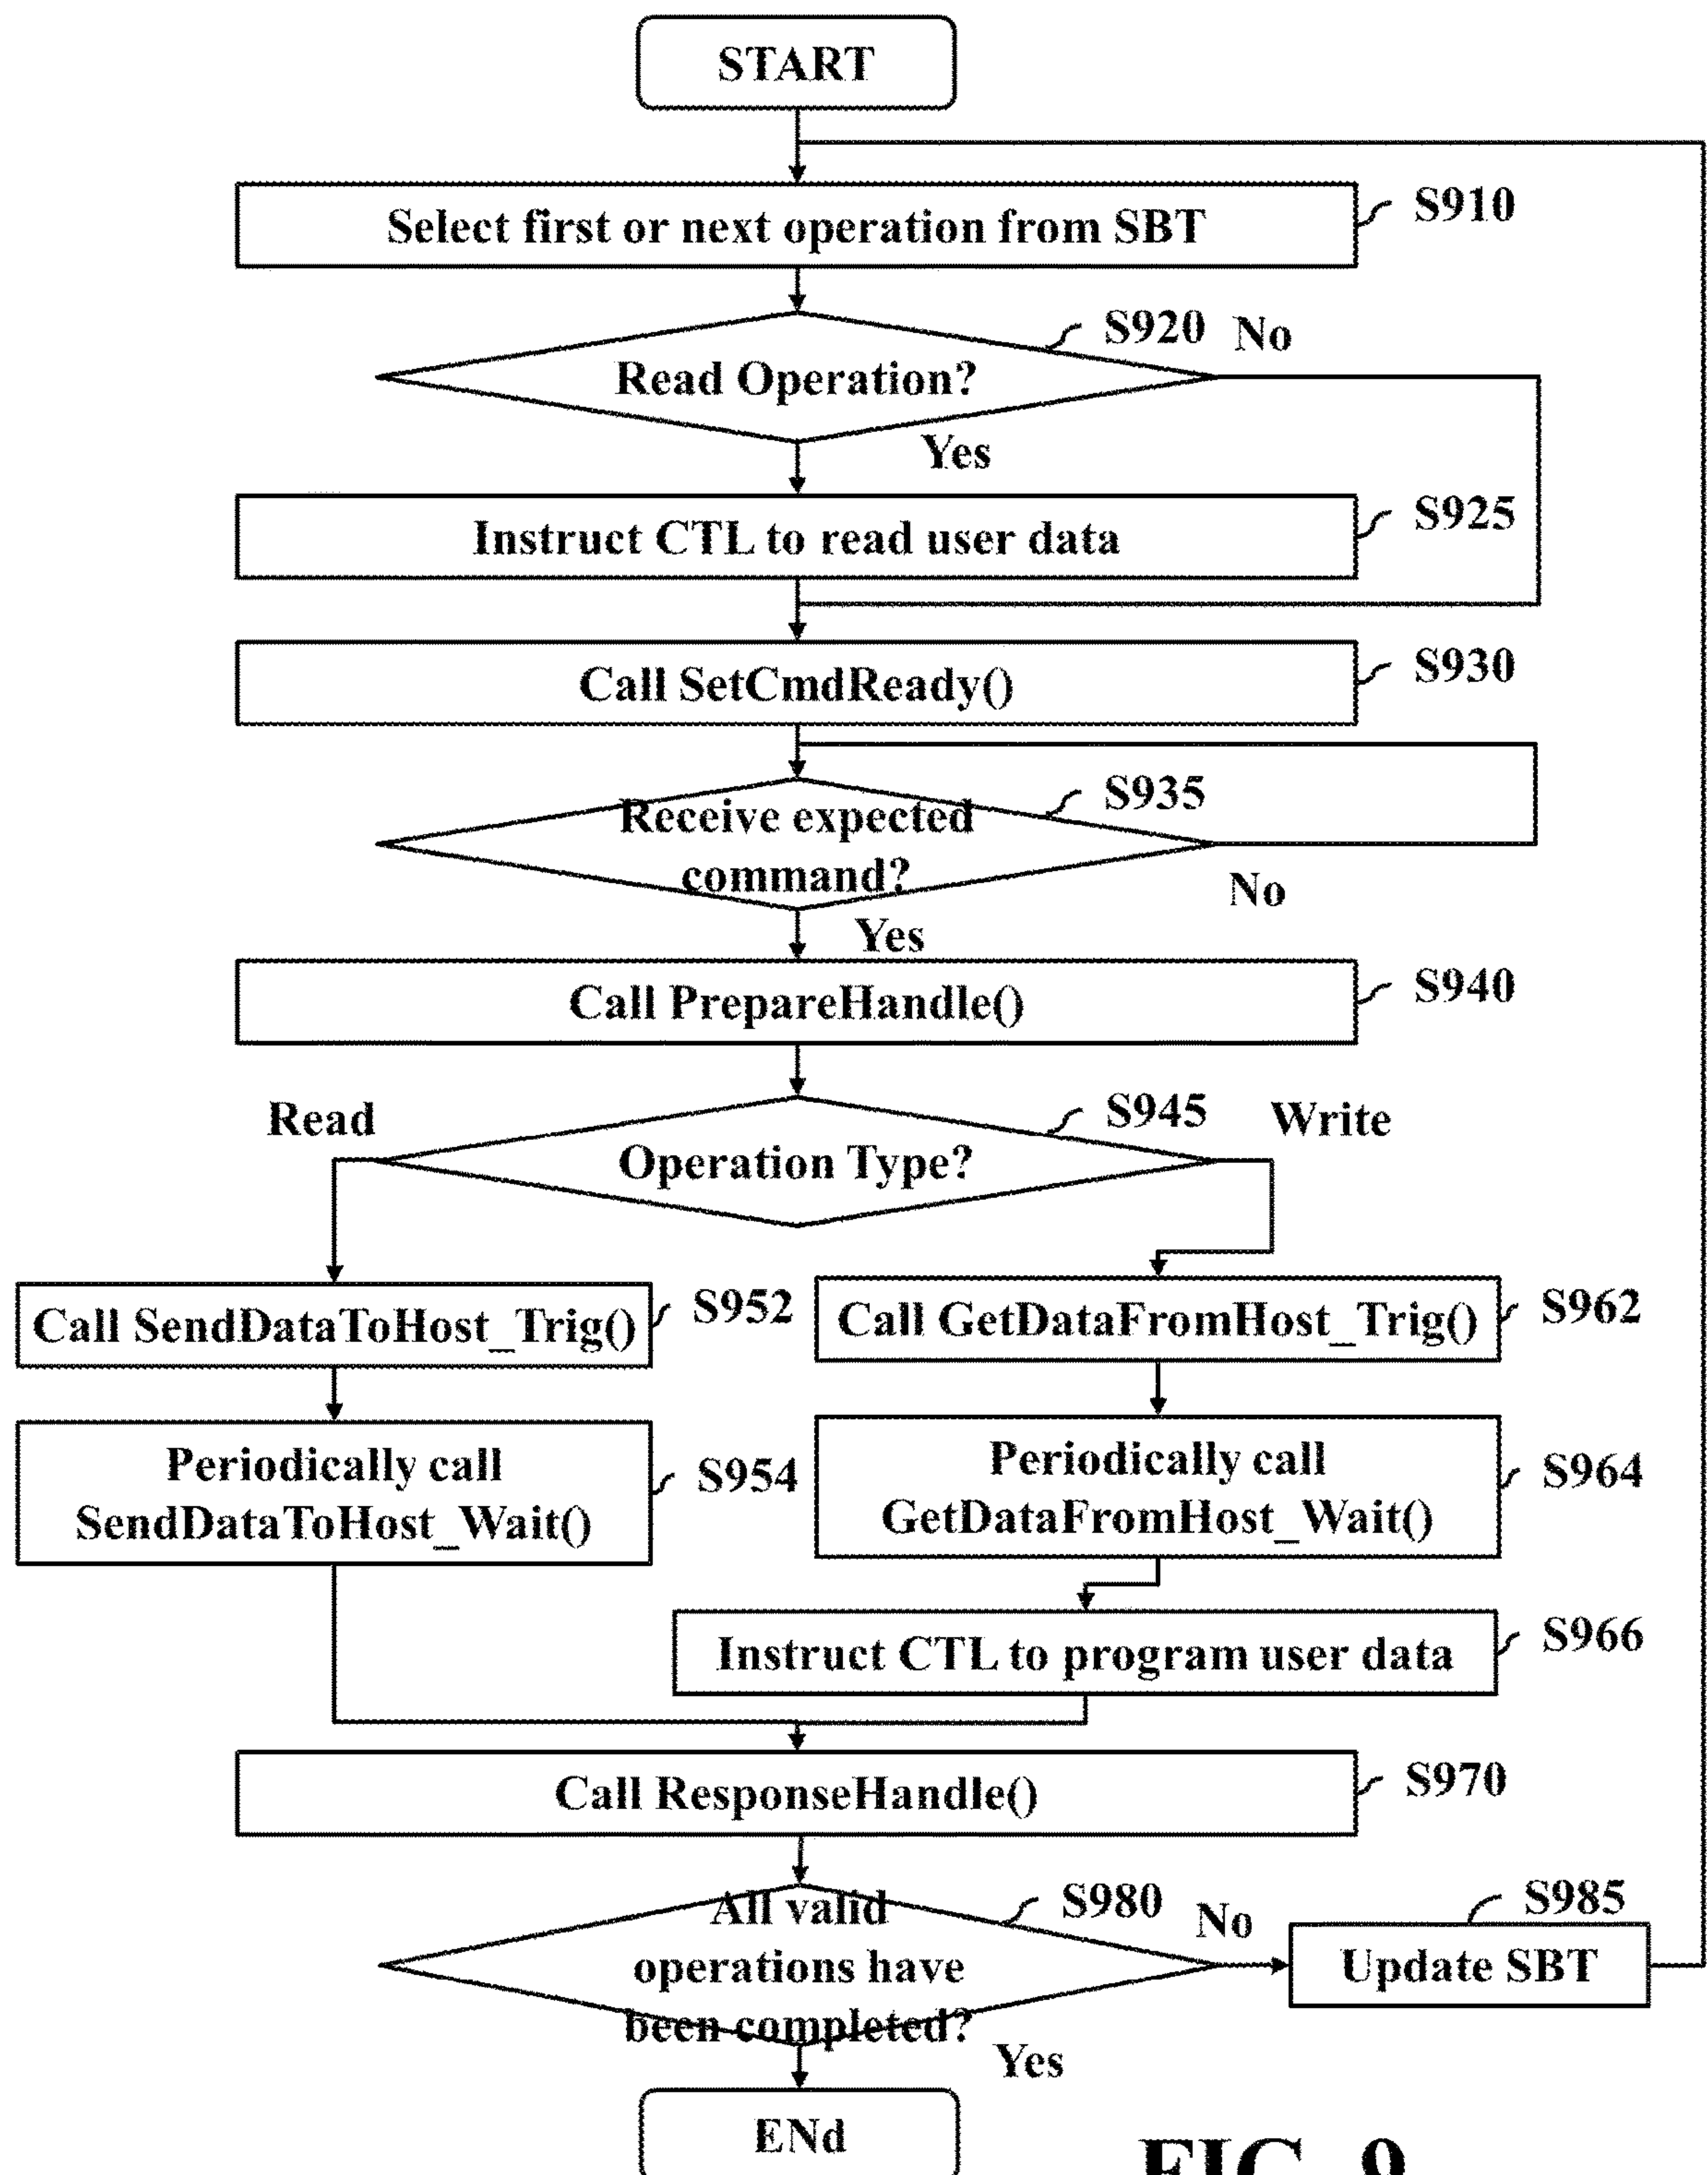 START
Select first or next operation from SBT
S910
S920
No
Read Operation?
Yes
Instruct CTL to read user data
S925
Call SetCmdReady()
S930
S935
Receive expected
command?
No
Yes
Call PrepareHandle()
S940
Read
S945
Write
Operation Type?
Call SendDataToHost_Trig()
S952
Call GetDataFromHost_Trig()
S962
Periodically call
SendDataToHost_Wait()
S954
Periodically call
GetDataFromHost_Wait()
S964
Instruct CTL to program user data
S966
Call ResponseHandle()
S970
All valid
operations have
been completed?
S980
No
S985
Update SBT
Yes
ENd
FIG. 9